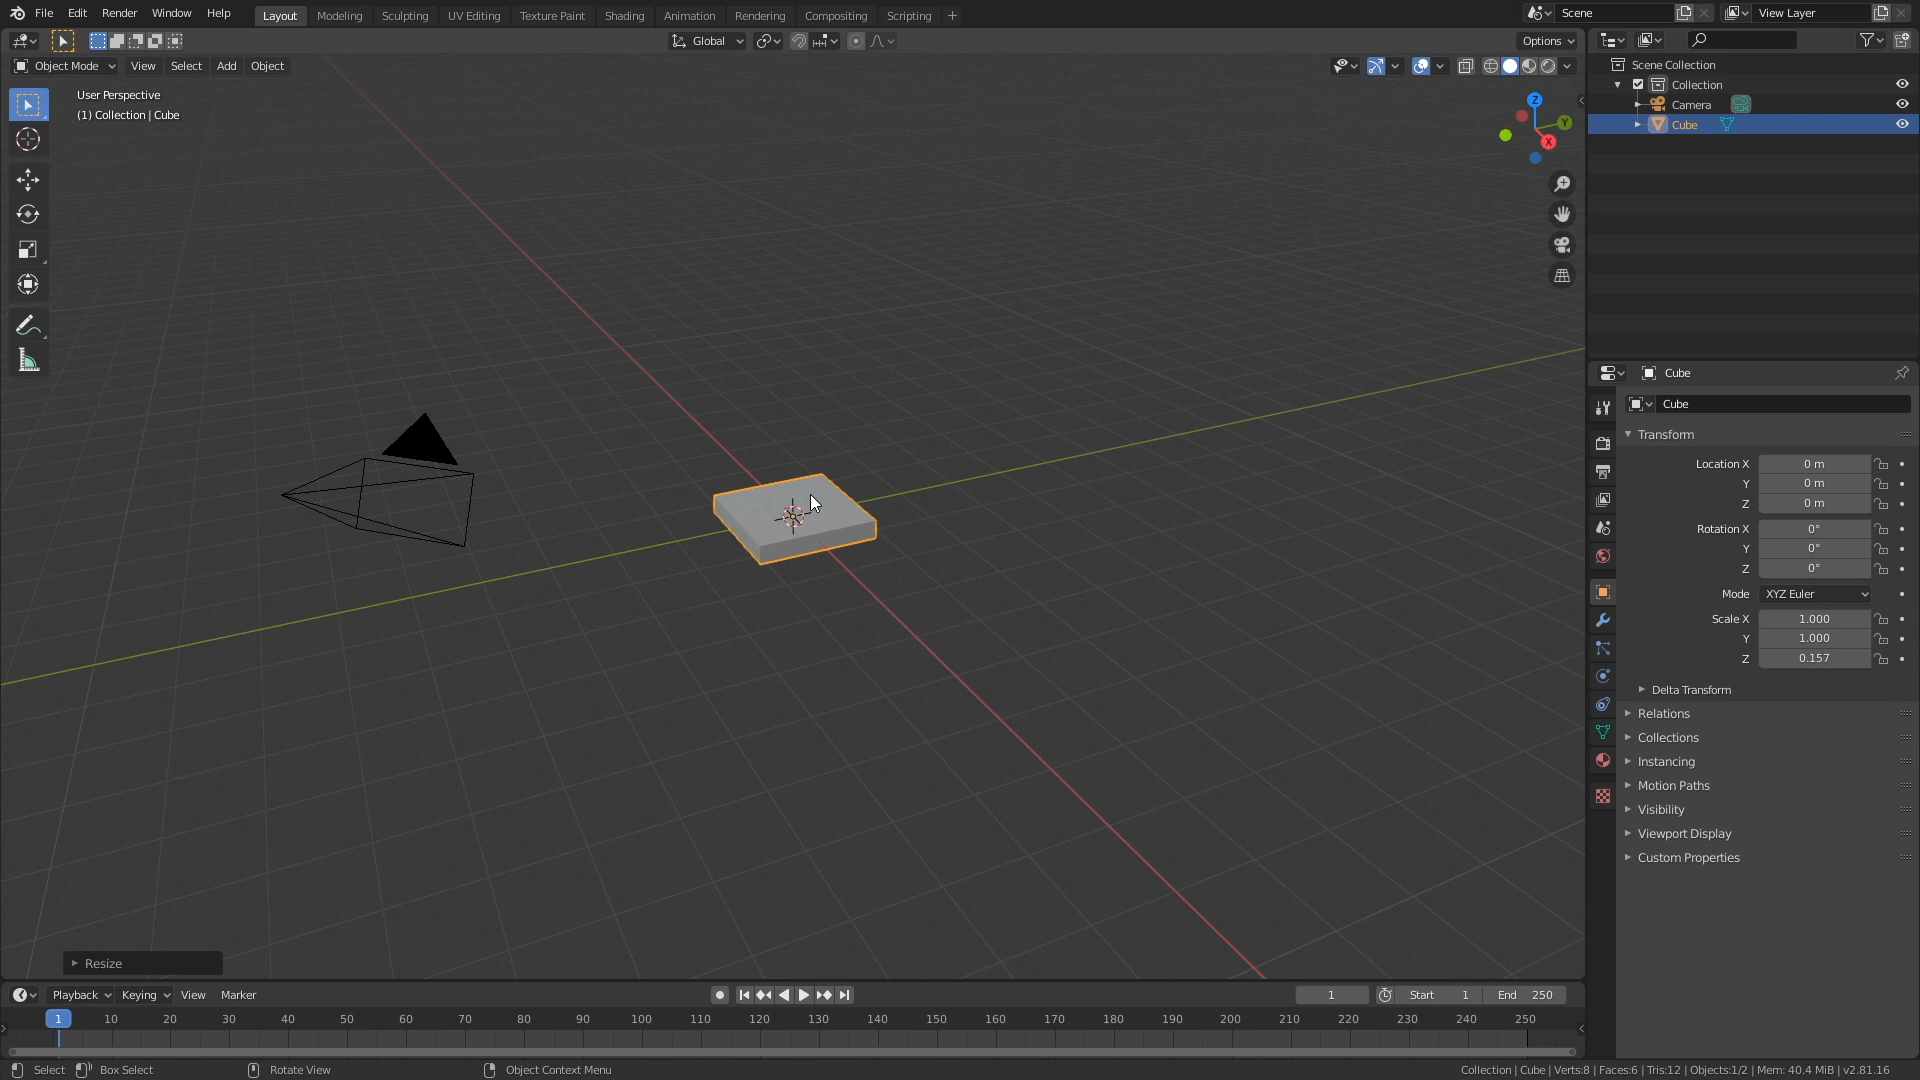 File Edit Render Window Help Layout Modeling Sculpting UV Editing Texture Paint Shading Animation Rendering Compositing Scripting + Scene View Layer
Global Options
Object Mode View Select Add Object
User Perspective
(1) Collection | Cube
Z
Y
X
Scene Collection
Collection
Camera
Cube
Cube
Cube
Transform
Location X 0 m
Y 0 m
Z 0 m
Rotation X 0°
Y 0°
Z 0°
Mode XYZ Euler
Scale X 1.000
Y 1.000
Z 0.157
Delta Transform
Relations
Collections
Instancing
Motion Paths
Visibility
Viewport Display
Custom Properties
Resize
Playback Keying View Marker 1 Start 1 End 250
1 10 20 30 40 50 60 70 80 90 100 110 120 130 140 150 160 170 180 190 200 210 220 230 240 250
Select Box Select Rotate View Object Context Menu Collection | Cube | Verts:8 | Faces:6 | Tris:12 | Objects:1/2 | Mem: 40.4 MiB | v2.81.16